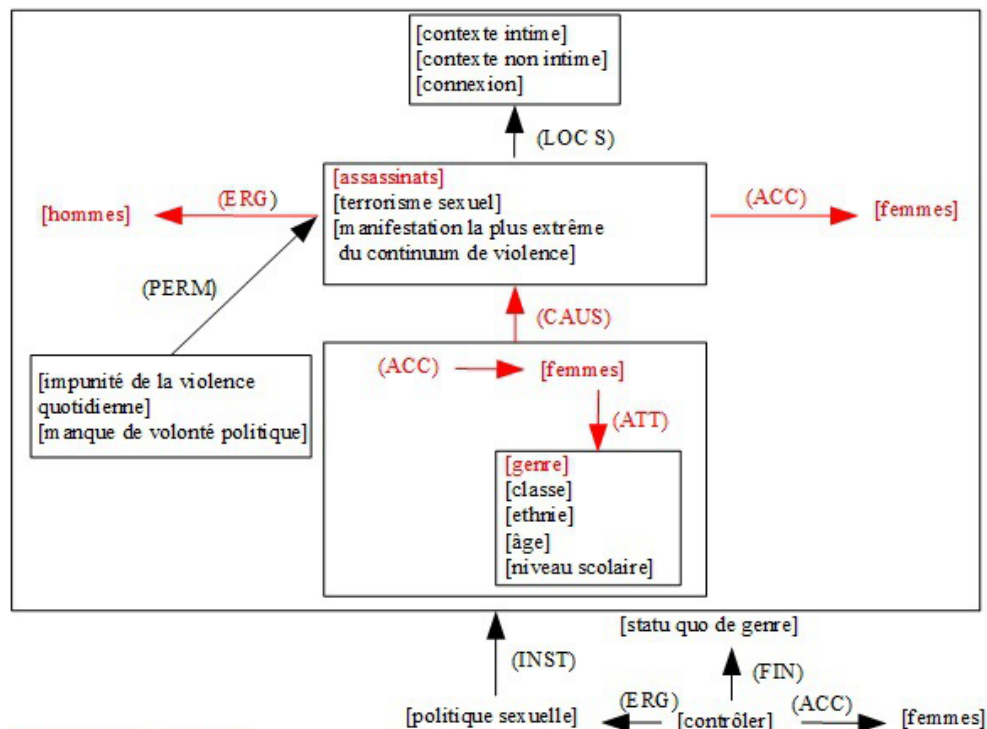 [contexte intime]
[contexte non intime]
[connexion]
(LOC S)
[assassinats]
[terrorisme sexuel]
[manifestation la plus extrême
du continuum de violence]
[hommes]
(ERG)
(ACC)
[femmes]
(PERM)
(CAUS)
[impunité de la violence
quotidienne]
[manque de volonté politique]
(ACC)
[femmes]
(ATT)
[genre]
[classe]
[ethnie]
[âge]
[niveau scolaire]
[statu quo de genre]
(INST)
(FIN)
[politique sexuelle]
(ERG)
[contrôler]
(ACC)
[femmes]